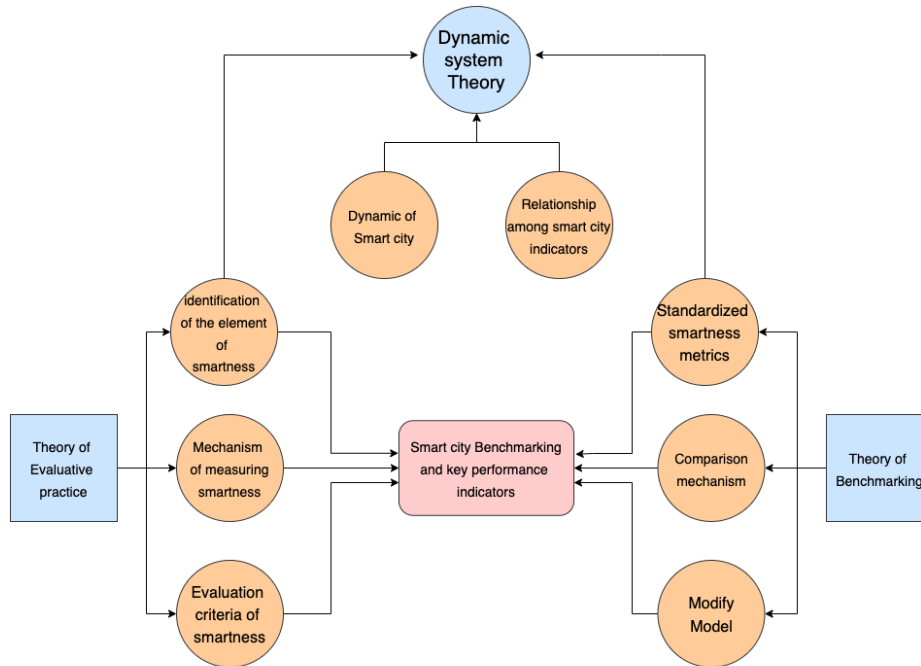 Dynamic
system
Theory
Dynamic of
Smart city
Relationship
among smart city
indicators
identification
of the element
of
smartness
Standardized
smartness
metrics
Theory of
Evaluative
practice
Mechanism
of measuring
smartness
Smart city Benchmarking
and key performance
indicators
Comparison
mechanism
Theory of
Benchmarking
Evaluation
criteria of
smartness
Modify
Model